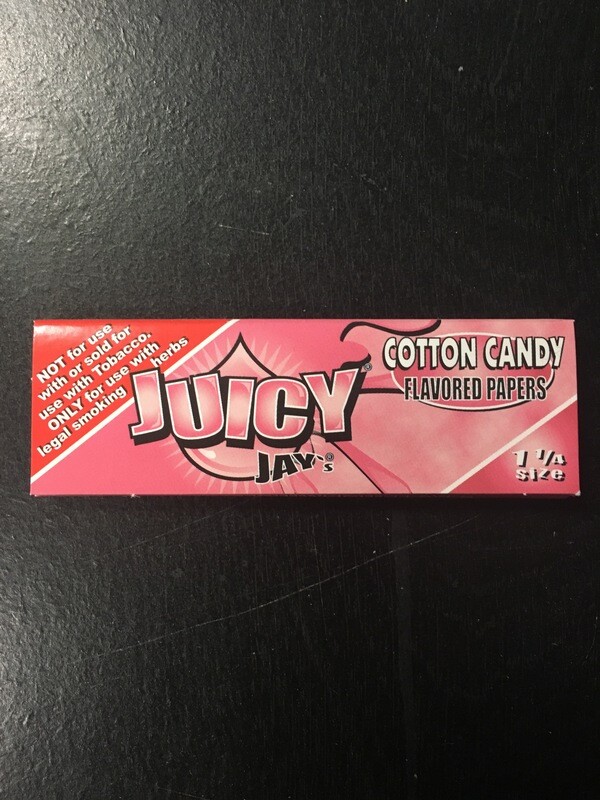 NOT for use
with or sold for
use with Tobacco.
ONLY for use with
legal smoking herbs
JUICY®
JAY's®
COTTON CANDY
FLAVORED PAPERS
1 1/4
size